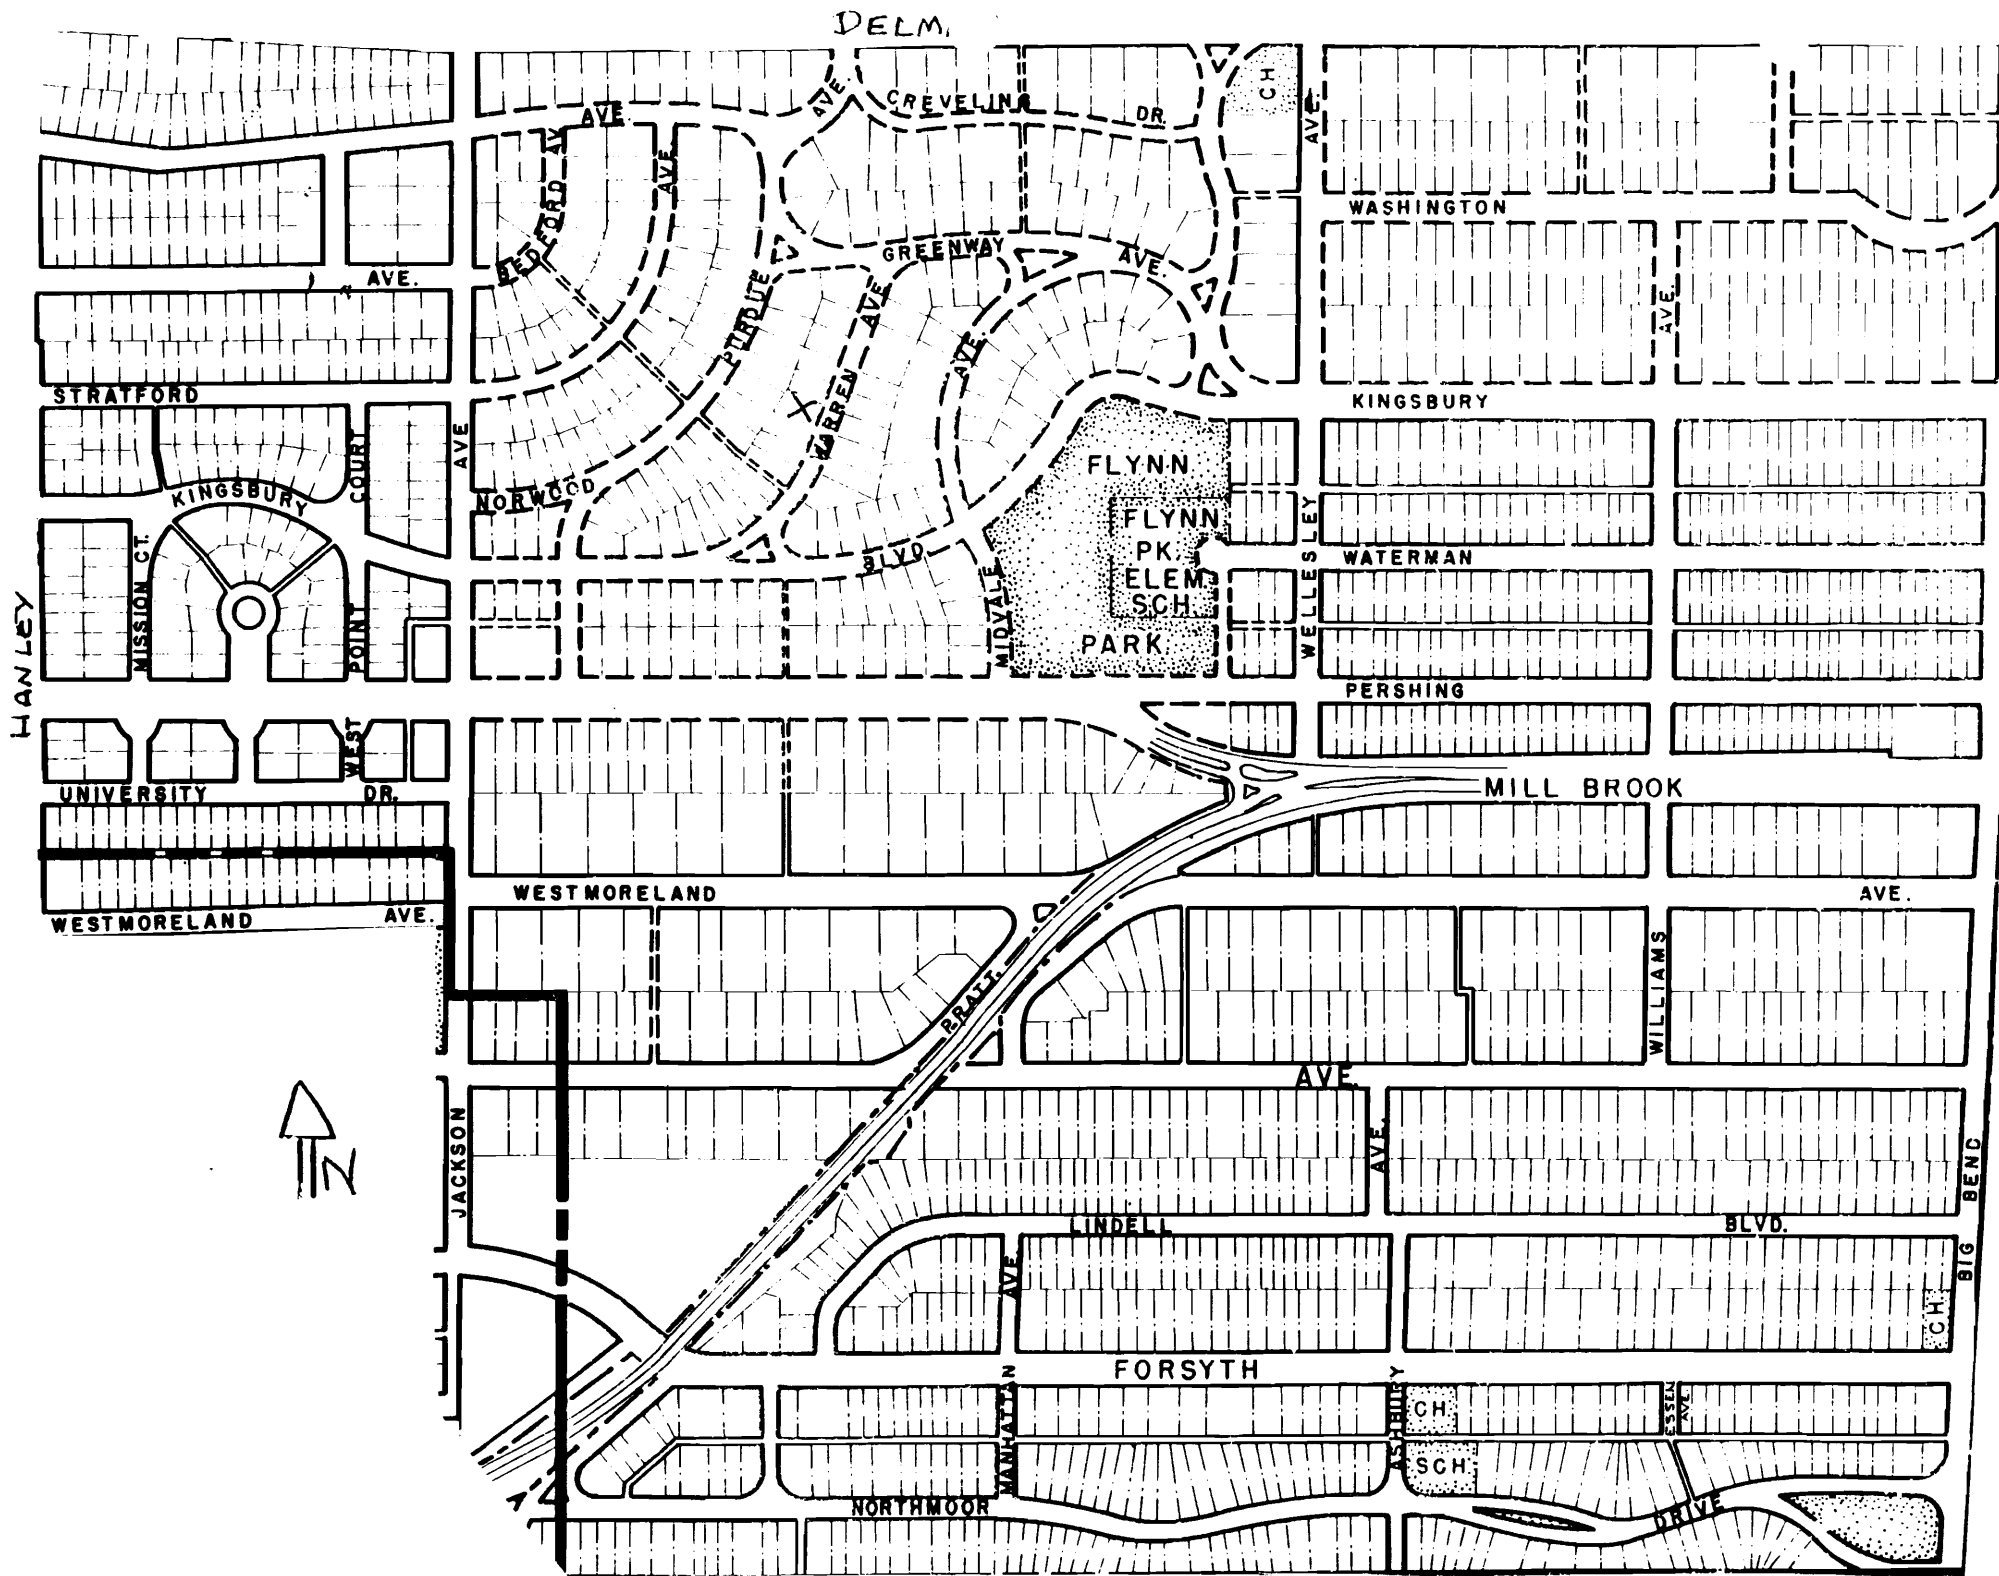 DELM.
CREVELING
DR.
AVE.
AVE.
CH
AVE.
BEDFORD AV
AVE.
WASHINGTON
GREENWAY
AVE.
AVE.
PURDUE
AVE.
AVE.
AVE.
WARREN
X
STRATFORD
KINGSBURY
AVE
COURT
KINGSBURY
NORWOOD
FLYNN
FLYNN
PK.
ELEM
SCH.
PARK
BLVD
WELLESLEY
WATERMAN
MISSION CT.
POINT
MIDVALE
HANLEY
PERSHING
WEST
UNIVERSITY
DR.
MILL BROOK
WESTMORELAND
AVE.
WESTMORELAND
AVE.
WILLIAMS
PRATT
AVE.
N
JACKSON
AVE.
BIG BEND
LINDELL
BLVD.
AVE
CH
FORSYTH
MANHATTAN
ASHBURY
CH
ESSEX
AVE
SCH
NORTHMOOR
DRIVE